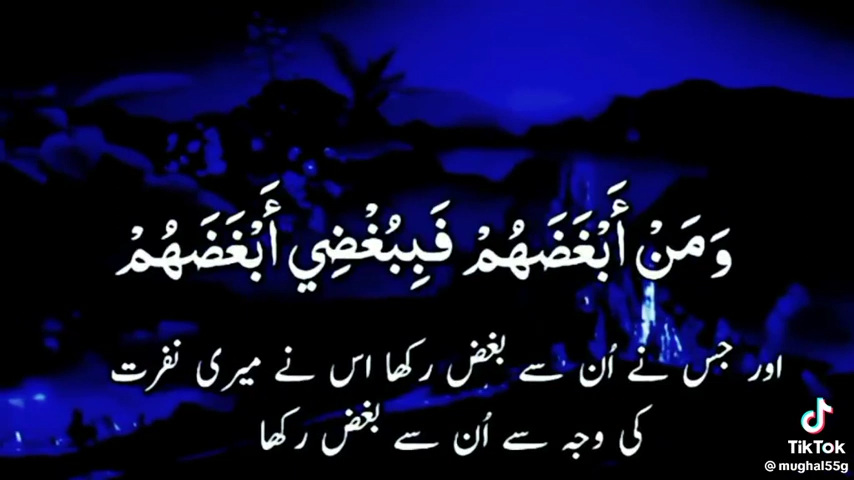 وَمَنْ أَبْغَضَهُمْ فَبِبُغْضِي أَبْغَضَهُمْ
اور جس نے اُن سے بغض رکھا اس نے میری نفرت
کی وجہ سے اُن سے بغض رکھا
TikTok
@mughal55g